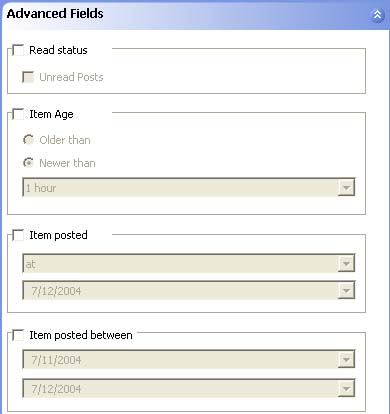 Advanced Fields
Read status
Unread Posts
Item Age
Older than
Newer than
1 hour
Item posted
at
7/12/2004
Item posted between
7/11/2004
7/12/2004